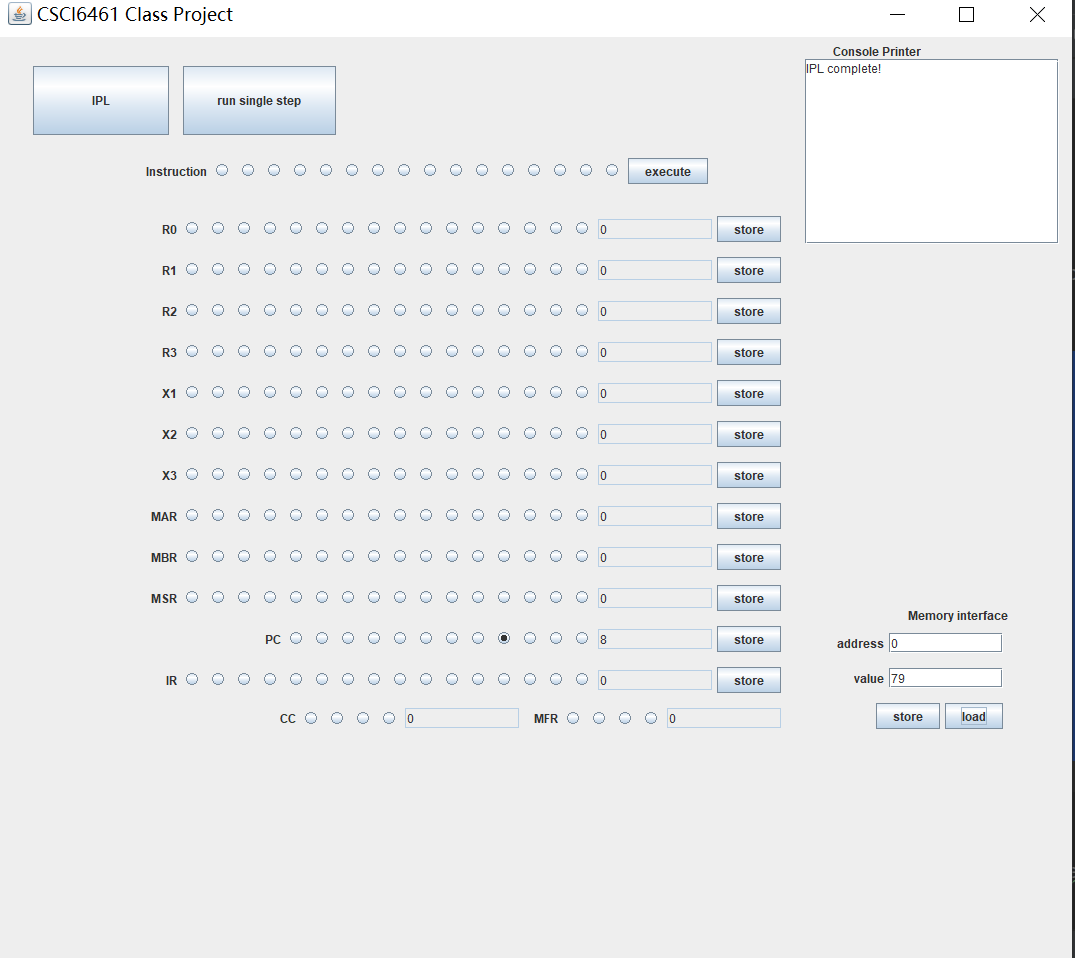 CSCI6461 Class Project
Console Printer
IPL complete!
IPL
run single step
Instruction
execute
R0 0 store
R1 0 store
R2 0 store
R3 0 store
X1 0 store
X2 0 store
X3 0 store
MAR 0 store
MBR 0 store
MSR 0 store
PC 8 store
IR 0 store
CC 0 MFR 0
Memory interface
address 0
value 79
store load